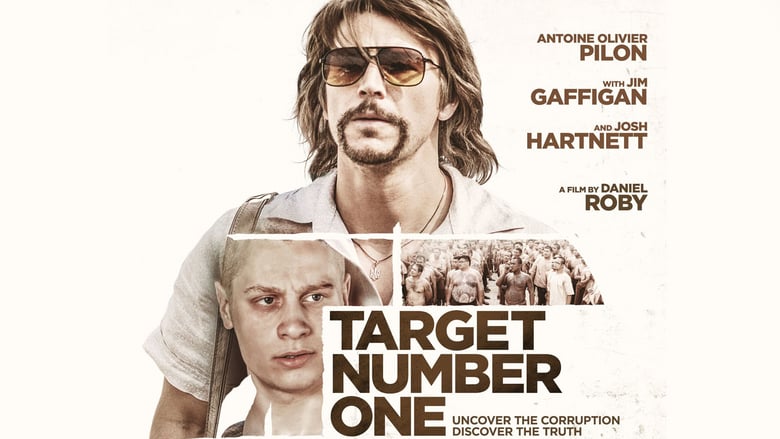 ANTOINE OLIVIER
PILON
WITH JIM
GAFFIGAN
AND JOSH
HARTNETT
A FILM BY DANIEL
ROBY
TARGET
NUMBER
ONE
UNCOVER THE CORRUPTION
DISCOVER THE TRUTH